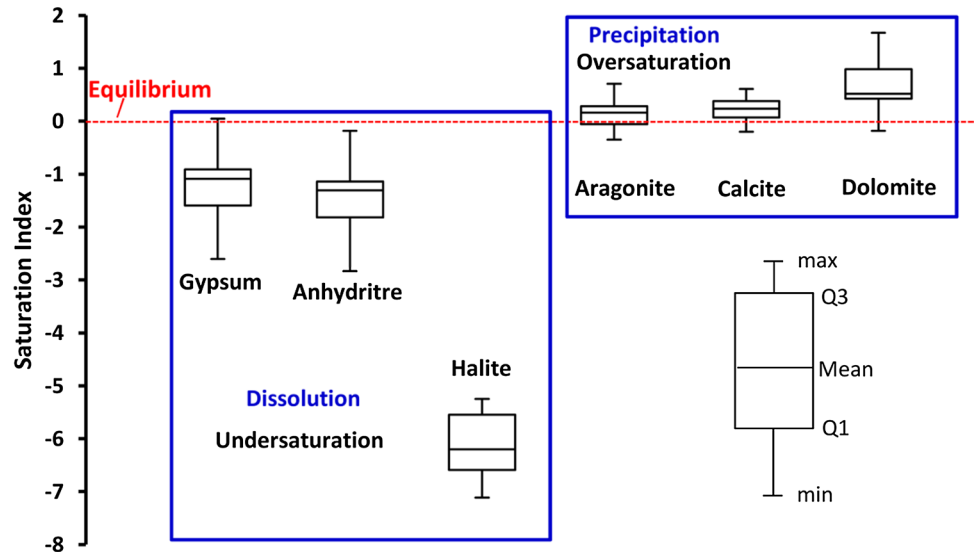 Saturation Index
2
1
0
-1
-2
-3
-4
-5
-6
-7
-8
Equilibrium
Gypsum
Anhydritre
Halite
Dissolution
Undersaturation
Precipitation
Oversaturation
Aragonite
Calcite
Dolomite
max
Q3
Mean
Q1
min